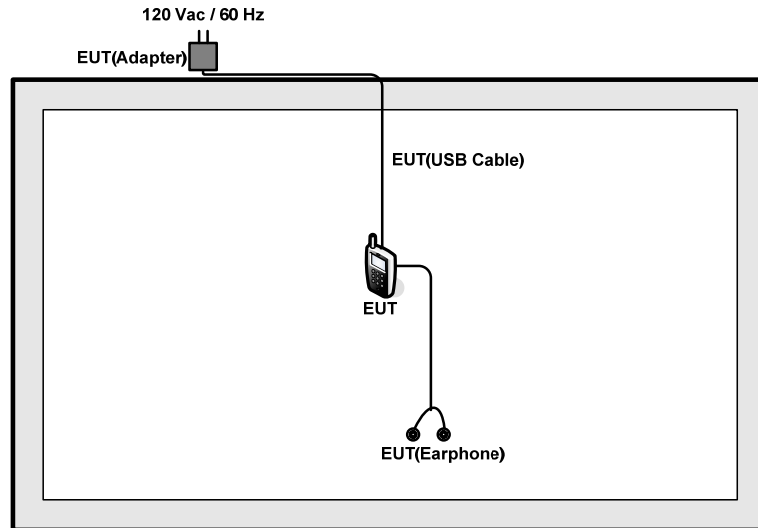 120 Vac / 60 Hz
EUT(Adapter)
EUT(USB Cable)
EUT
EUT(Earphone)